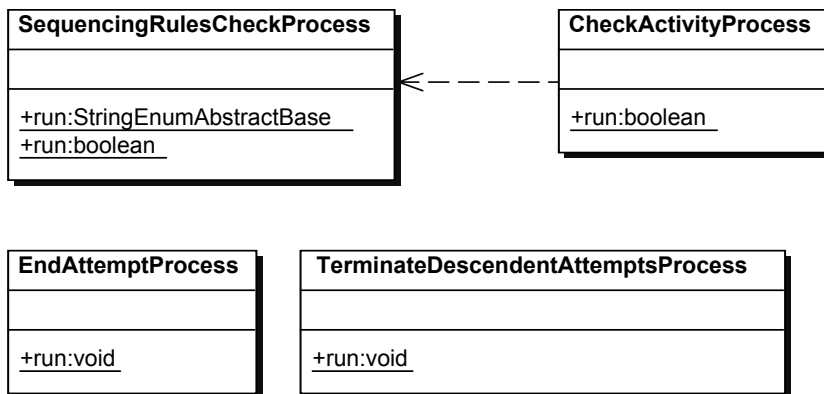 SequencingRulesCheckProcess
+run:StringEnumAbstractBase
+run:boolean
CheckActivityProcess
+run:boolean
EndAttemptProcess
+run:void
TerminateDescendentAttemptsProcess
+run:void